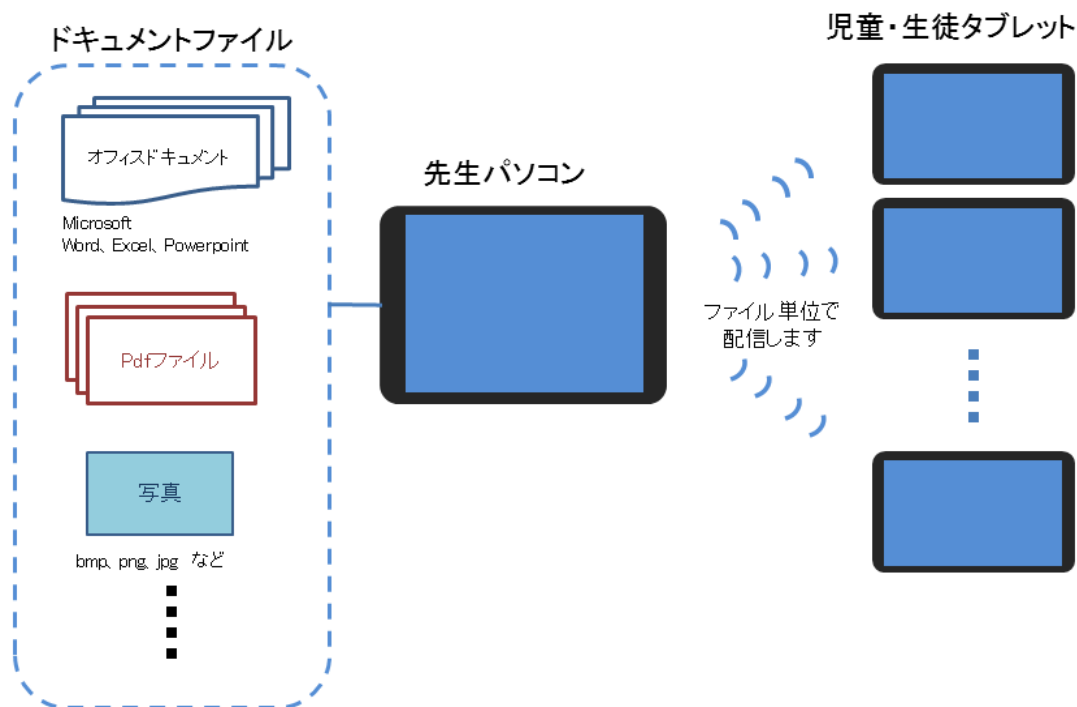 ドキュメントファイル
オフィスドキュメント
Microsoft
Word、Excel、Powerpoint
Pdfファイル
写真
bmp、png、jpg など
先生パソコン
ファイル単位で
配信します
児童・生徒タブレット